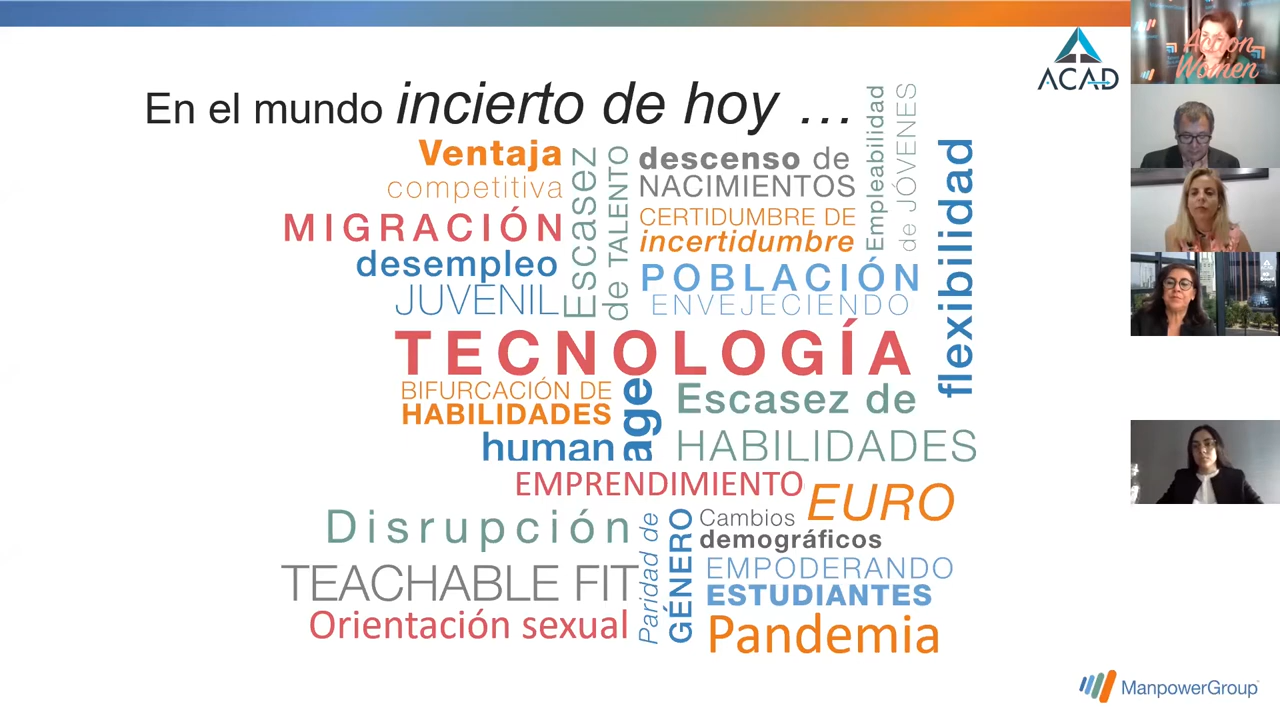 En el mundo incierto de hoy ...
ACAD
Action
Women
Ventaja
competitiva
Escasez
de TALENTO
descenso de
NACIMIENTOS
Empleabilidad
de JÓVENES
flexibilidad
MIGRACIÓN
CERTIDUMBRE DE
incertidumbre
desempleo
JUVENIL
POBLACIÓN
ENVEJECIENDO
TECNOLOGÍA
BIFURCACIÓN DE
HABILIDADES
human
age
Escasez de
HABILIDADES
EMPRENDIMIENTO
EURO
Disrupción
Paridad de
GÉNERO
Cambios
demográficos
TEACHABLE FIT
EMPODERANDO
ESTUDIANTES
Orientación sexual
Pandemia
ManpowerGroup